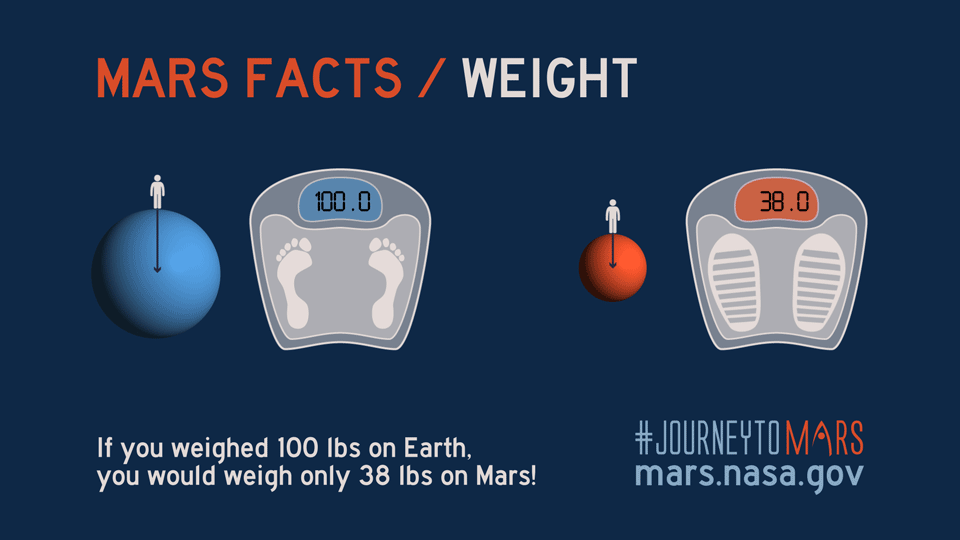 MARS FACTS / WEIGHT
100.0
38.0
If you weighed 100 lbs on Earth,
you would weigh only 38 lbs on Mars!
#JOURNEYTOMARS
mars.nasa.gov